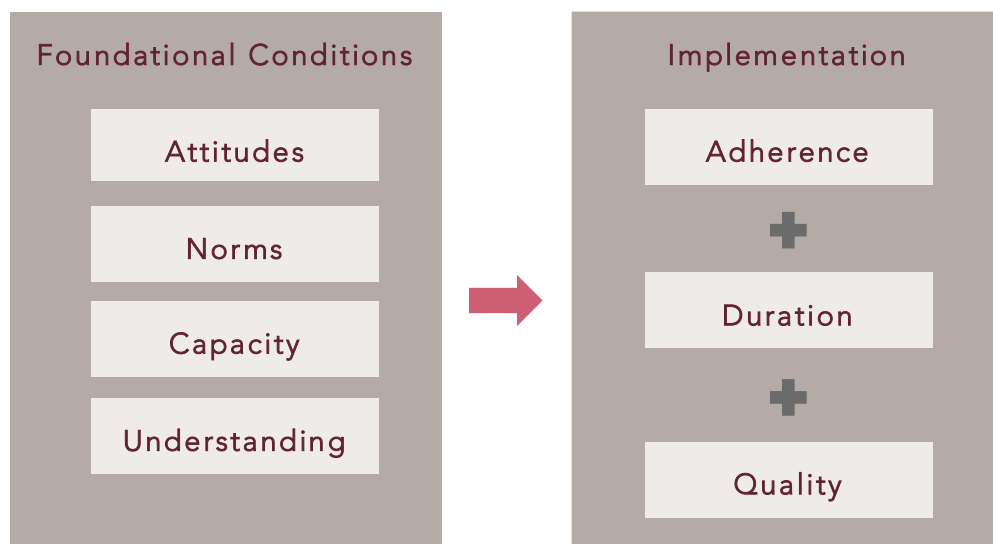 Foundational Conditions
Attitudes
Norms
Capacity
Understanding
Implementation
Adherence
Duration
Quality